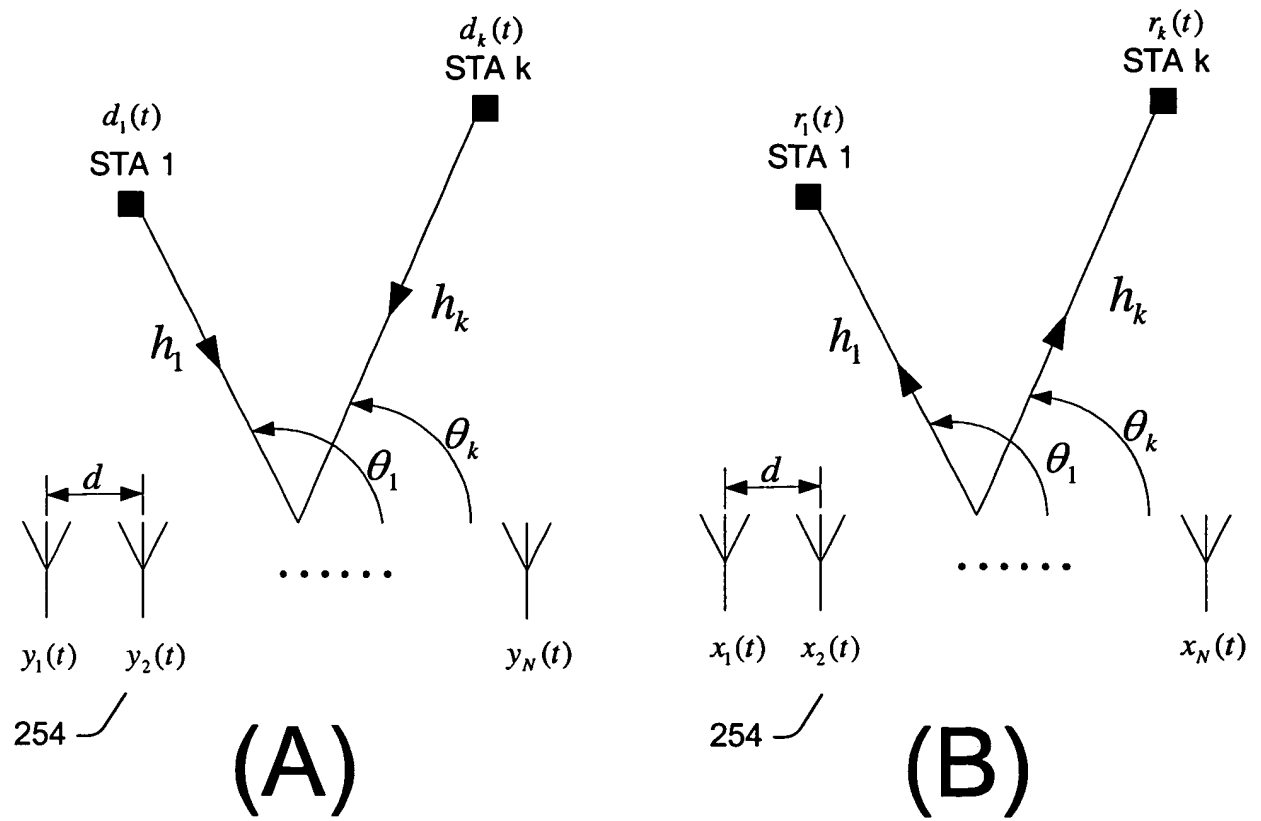 d_k(t)
STA k
d_1(t)
STA 1
h_k
h_1
θ_k
θ_1
d
y_1(t)
y_2(t)
y_N(t)
254
(A)
r_k(t)
STA k
r_1(t)
STA 1
h_k
h_1
θ_k
θ_1
d
x_1(t)
x_2(t)
x_N(t)
254
(B)